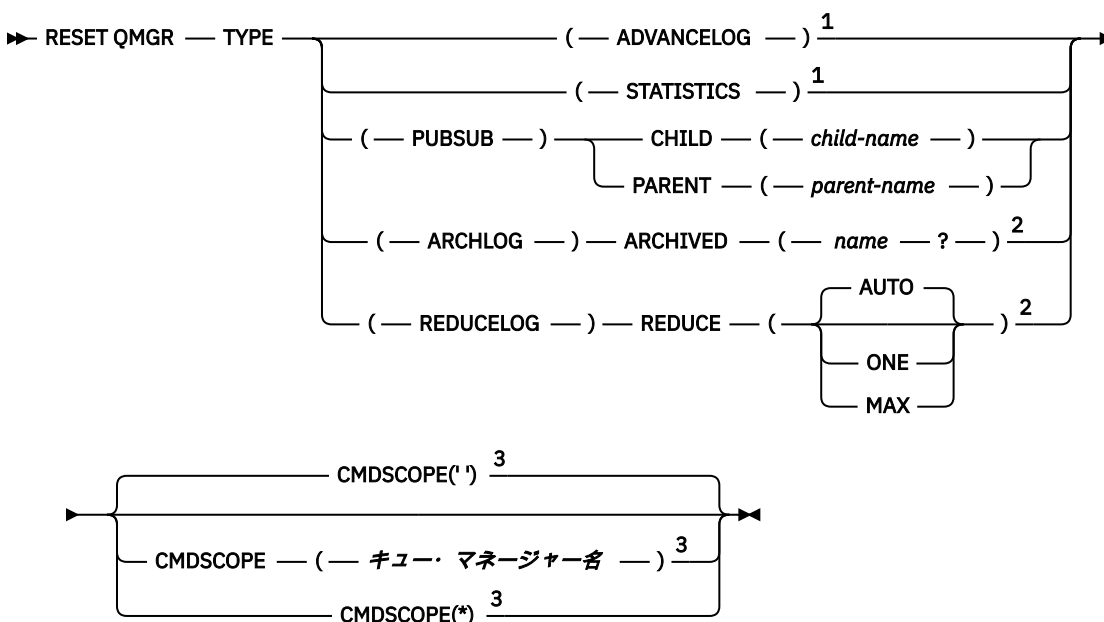 RESET QMGR TYPE ( ADVANCELOG ) 1
( STATISTICS ) 1
( PUBSUB ) CHILD ( child-name )
PARENT ( parent-name )
( ARCHLOG ) ARCHIVED ( name ? ) 2
AUTO
( REDUCELOG ) REDUCE ( ) 2
ONE
MAX
CMDSCOPE(' ') 3
CMDSCOPE ( キュー・マネージャー名 ) 3
CMDSCOPE(*) 3